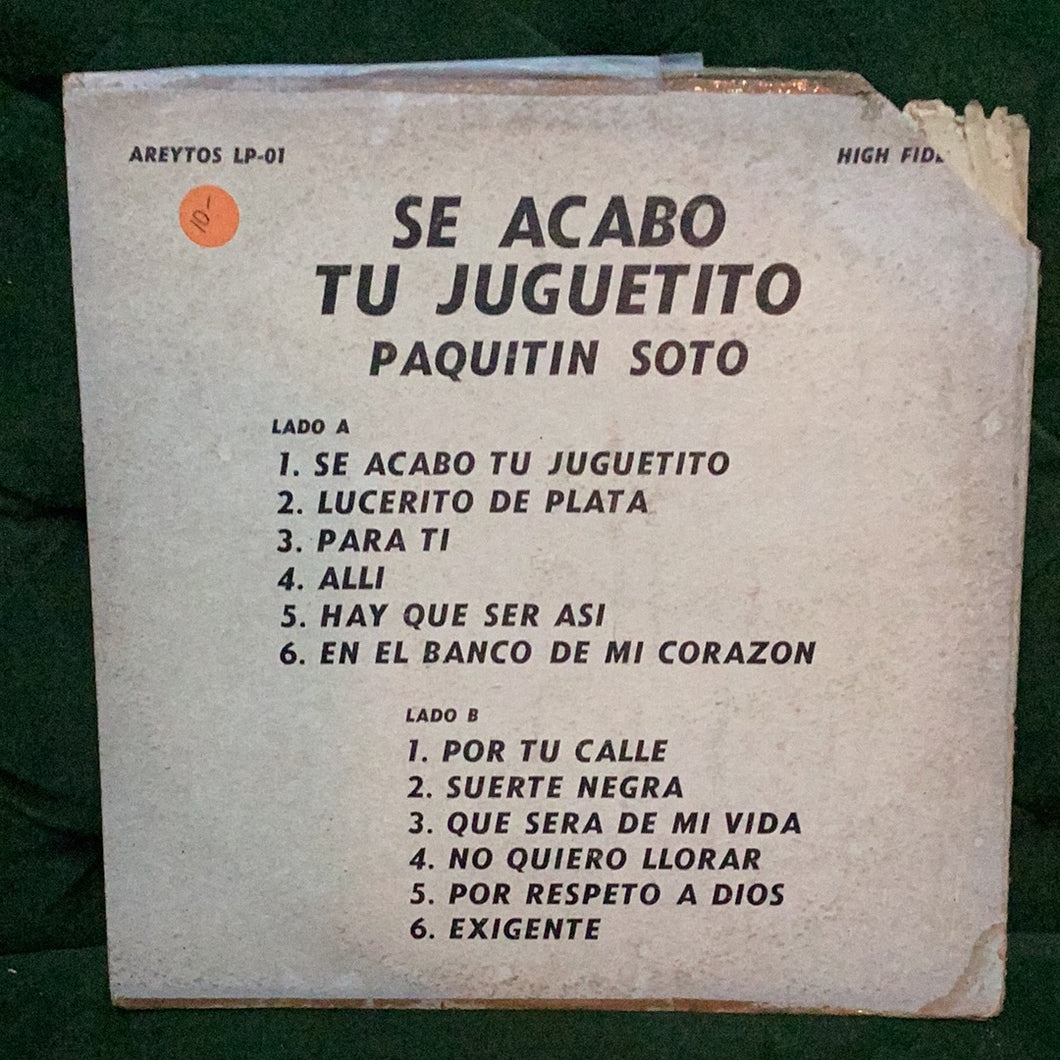 AREYTOS LP-01
HIGH
10-
SE ACABO
TU JUGUETITO
PAQUITIN SOTO
LADO A
1. SE ACABO TU JUGUETITO
2. LUCERITO DE PLATA
3. PARA TI
4. ALLI
5. HAY QUE SER ASI
6. EN EL BANCO DE MI CORAZON
LADO B
1. POR TU CALLE
2. SUERTE NEGRA
3. QUE SERA DE MI VIDA
4. NO QUIERO LLORAR
5. POR RESPETO A DIOS
6. EXIGENTE